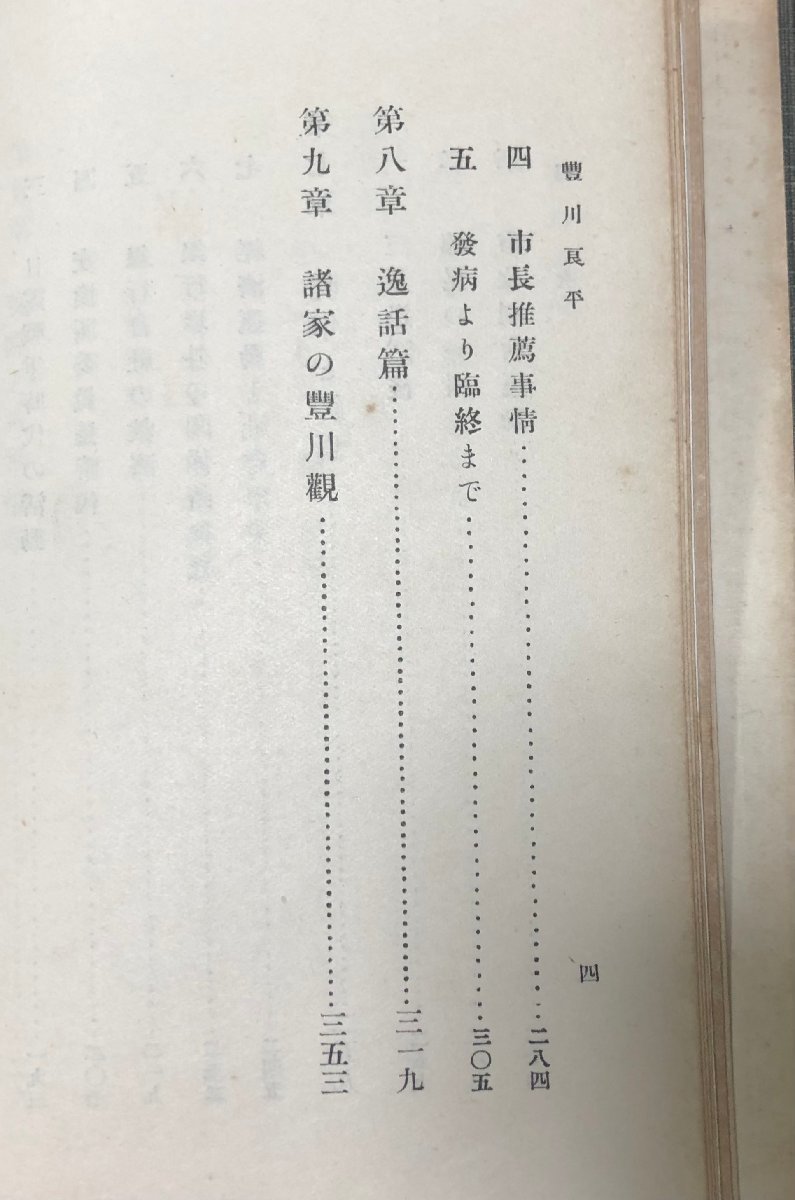 豐川良平
四
四 市長推薦事情‥‥‥‥‥‥‥‥‥‥二八四
五 發病より臨終まで‥‥‥‥‥‥‥‥‥‥三〇五
第八章 逸話篇‥‥‥‥‥‥‥‥‥‥三一九
第九章 諸家の豐川觀‥‥‥‥‥‥‥‥‥‥三五三